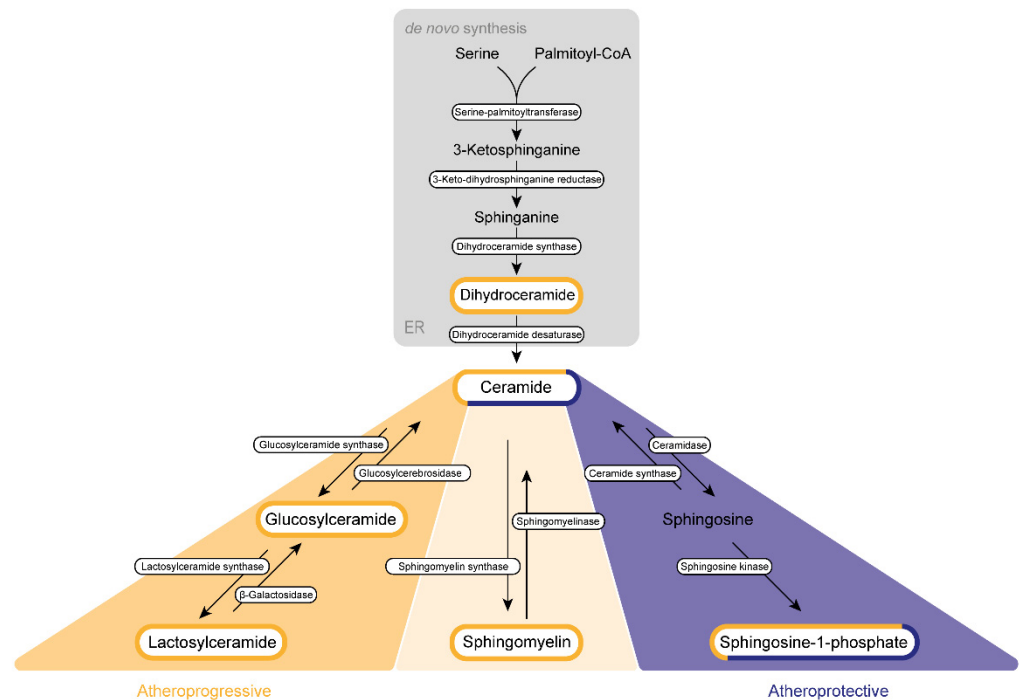 de novo synthesis
Serine Palmitoyl-CoA
Serine-palmitoyltransferase
3-Ketosphinganine
3-Keto-dihydrosphinganine reductase
Sphinganine
Dihydroceramide synthase
Dihydroceramide
ER
Dihydroceramide desaturase
Ceramide
Glucosylceramide synthase
Ceramidase
Glucosylcerebrosidase
Ceramide synthase
Glucosylceramide
Sphingomyelinase
Sphingosine
Lactosylceramide synthase
Sphingomyelin synthase
Sphingosine kinase
β-Galactosidase
Lactosylceramide
Sphingomyelin
Sphingosine-1-phosphate
Atheroprogressive
Atheroprotective